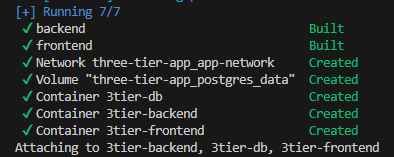 [+] Running 7/7
✓ backend Built
✓ frontend Built
✓ Network three-tier-app_app-network Created
✓ Volume "three-tier-app_postgres_data" Created
✓ Container 3tier-db Created
✓ Container 3tier-backend Created
✓ Container 3tier-frontend Created
Attaching to 3tier-backend, 3tier-db, 3tier-frontend